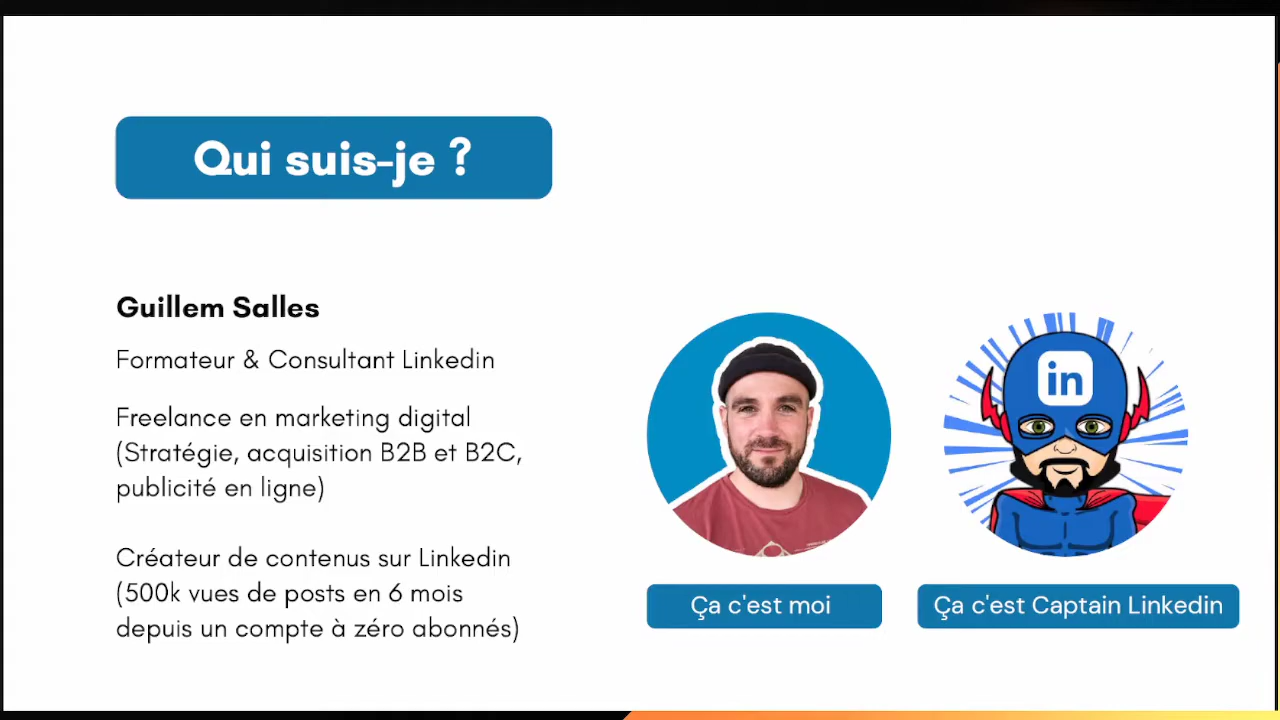 Qui suis-je ?
Guillem Salles
Formateur & Consultant Linkedin
Freelance en marketing digital
(Stratégie, acquisition B2B et B2C,
publicité en ligne)
Créateur de contenus sur Linkedin
(500k vues de posts en 6 mois
depuis un compte à zéro abonnés)
in
Ça c'est moi
Ça c'est Captain Linkedin